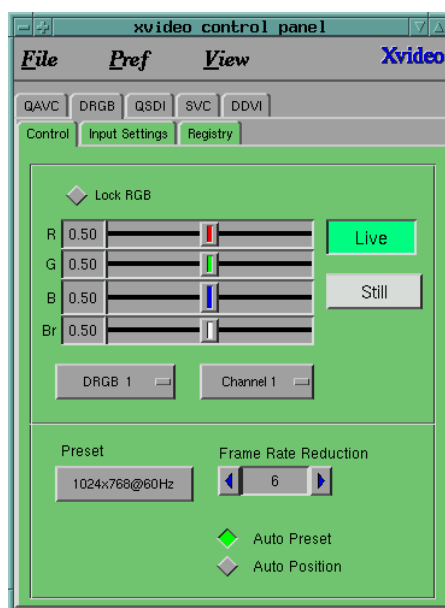 xvideo control panel
File Pref View Xvideo
QAVC DRGB QSDI SVC DDVI
Control Input Settings Registry
Lock RGB
R 0.50
Live
G 0.50
B 0.50
Still
Br 0.50
DRGB 1 Channel 1
Preset Frame Rate Reduction
1024x768@60Hz 6
Auto Preset
Auto Position